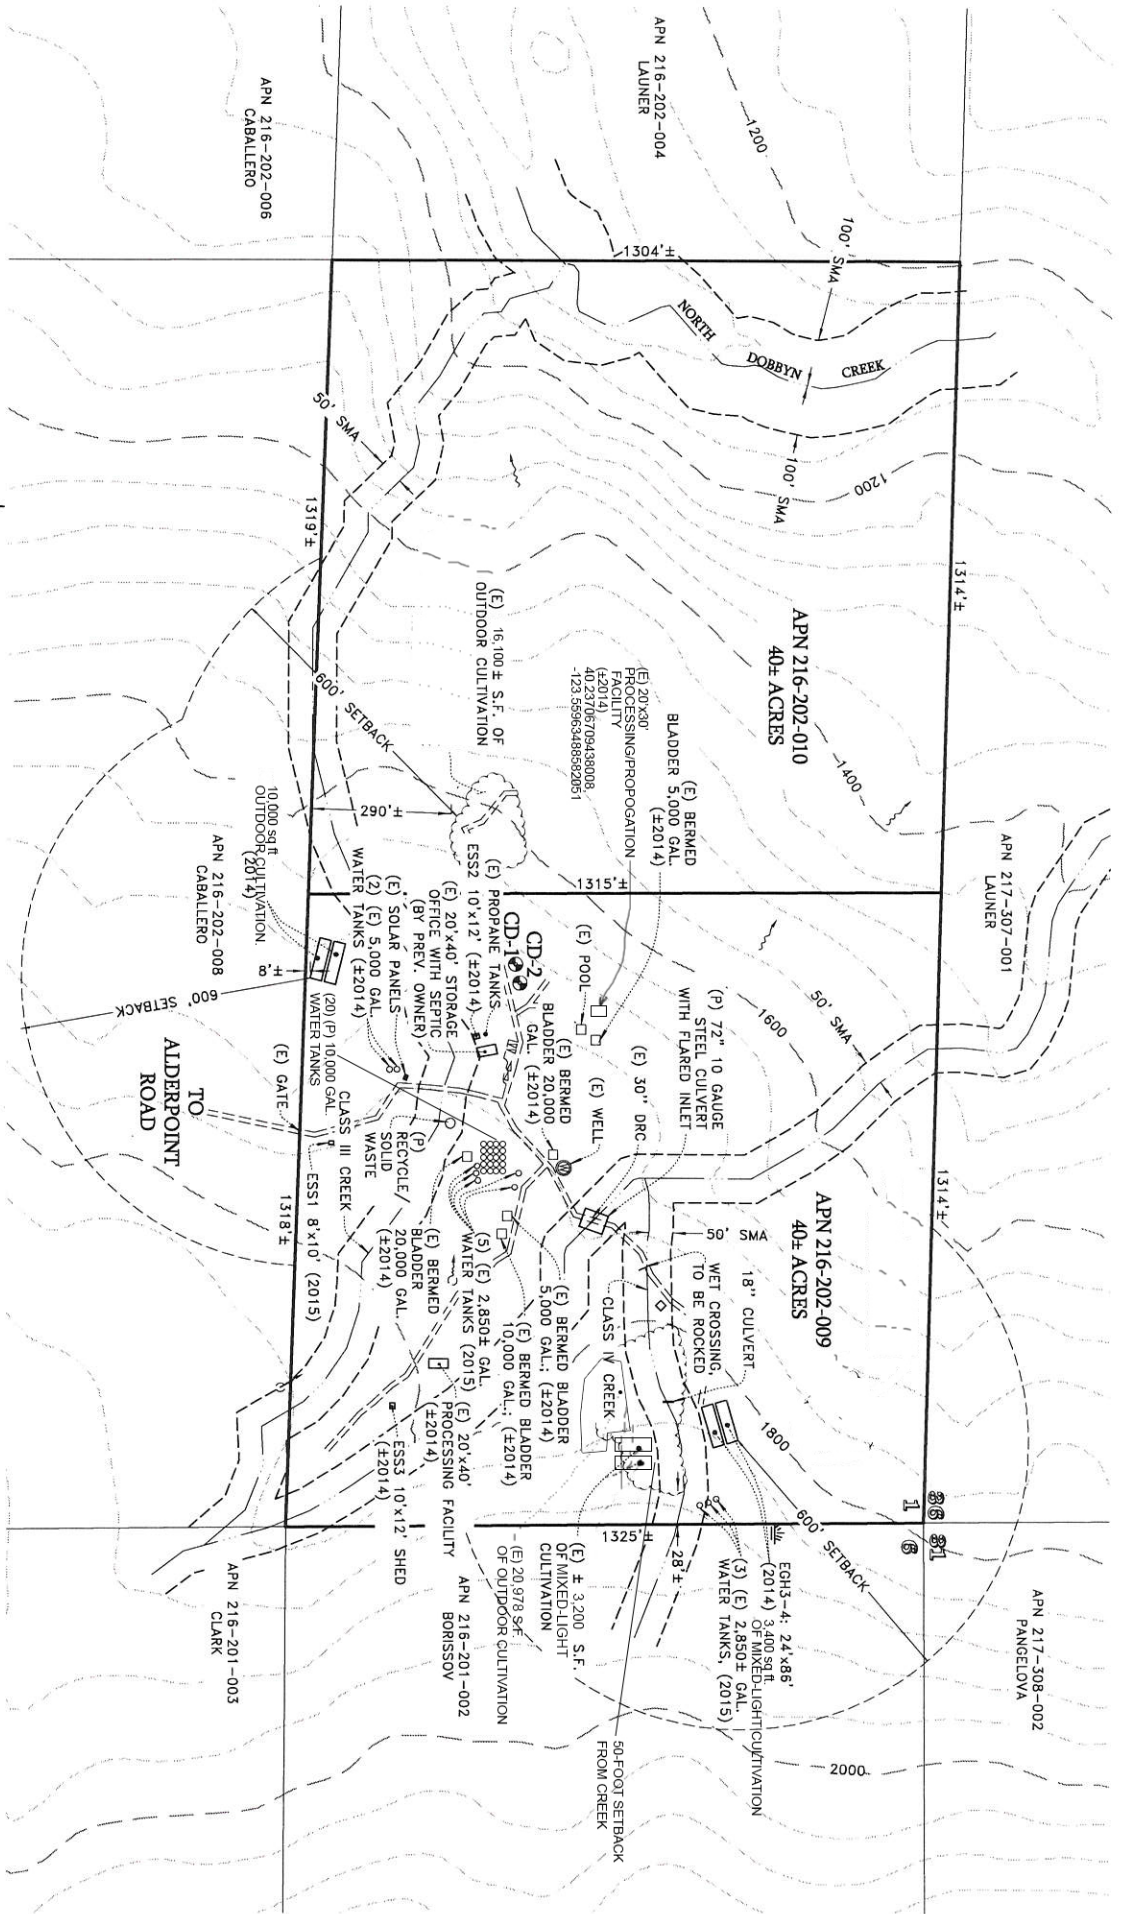 APN 216-202-004
LAUNER
1200
APN 216-202-006
CABALLERO
1304'±
100' SMA
NORTH
DOBBYN
CREEK
100' SMA
1200
50' SMA
1319'±
1314'±
APN 216-202-010
40± ACRES
1400
(E) 16,100± S.F. OF
OUTDOOR CULTIVATION
600' SETBACK
290'±
(E) 20'x30'
PROCESSING/PROPOGATION
FACILITY
(±2014)
40.23706709438008,
-123.55963488582051
(E) BERMED
BLADDER 5,000 GAL.
(±2014)
1315'±
APN 217-307-001
LAUNER
10,000 sq ft
OUTDOOR CULTIVATION.
(2014)
APN 216-202-008
CABALLERO
8'±
600' SETBACK
TO
ALDERPOINT
ROAD
(E) PROPANE TANKS
ESS2 10'x12' (±2014)
(E) 20'x40' STORAGE
OFFICE WITH SEPTIC
(BY PREV. OWNER)
(E) SOLAR PANELS
(2) (E) 5,000 GAL.
WATER TANKS (±2014)
(20) (P) 10,000 GAL.
WATER TANKS
(E) GATE
CD-2
CD-1
(E) POOL
(E) BERMED
BLADDER 20,000
GAL. (±2014)
(E) WELL
(E) 30" DRC
(P) 72" 10 GAUGE
STEEL CULVERT
WITH FLARED INLET
1600
50' SMA
CLASS III CREEK
ESS1 8'x10' (2015)
1318'±
(P)
RECYCLE/
SOLID
WASTE
(E) BERMED
BLADDER
20,000 GAL.
(±2014)
(5) (E) 2,850± GAL.
WATER TANKS (2015)
(E) BERMED BLADDER
10,000 GAL.; (±2014)
(E) BERMED BLADDER
5,000 GAL.; (±2014)
CLASS IV CREEK
50' SMA
WET CROSSING,
TO BE ROCKED
18" CULVERT
APN 216-202-009
40± ACRES
1314'±
1800
(E) 20'x40'
PROCESSING FACILITY
(±2014)
ESS3 10'x12' SHED
(±2014)
1325'±
28'±
600' SETBACK
36 31
1 6
EGH3-4: 24'x86'
(2014) 3,400 sq ft.
OF MIXED-LIGHT CULTIVATION
(3) (E) 2,850± GAL.
WATER TANKS, (2015)
(E) ± 3,200 S.F.
OF MIXED-LIGHT
CULTIVATION
(E) 20,978 S.F.
OF OUTDOOR CULTIVATION
APN 216-201-002
BORISSOV
APN 216-201-003
CLARK
50-FOOT SETBACK
FROM CREEK
APN 217-308-002
PANGELOVA
2000